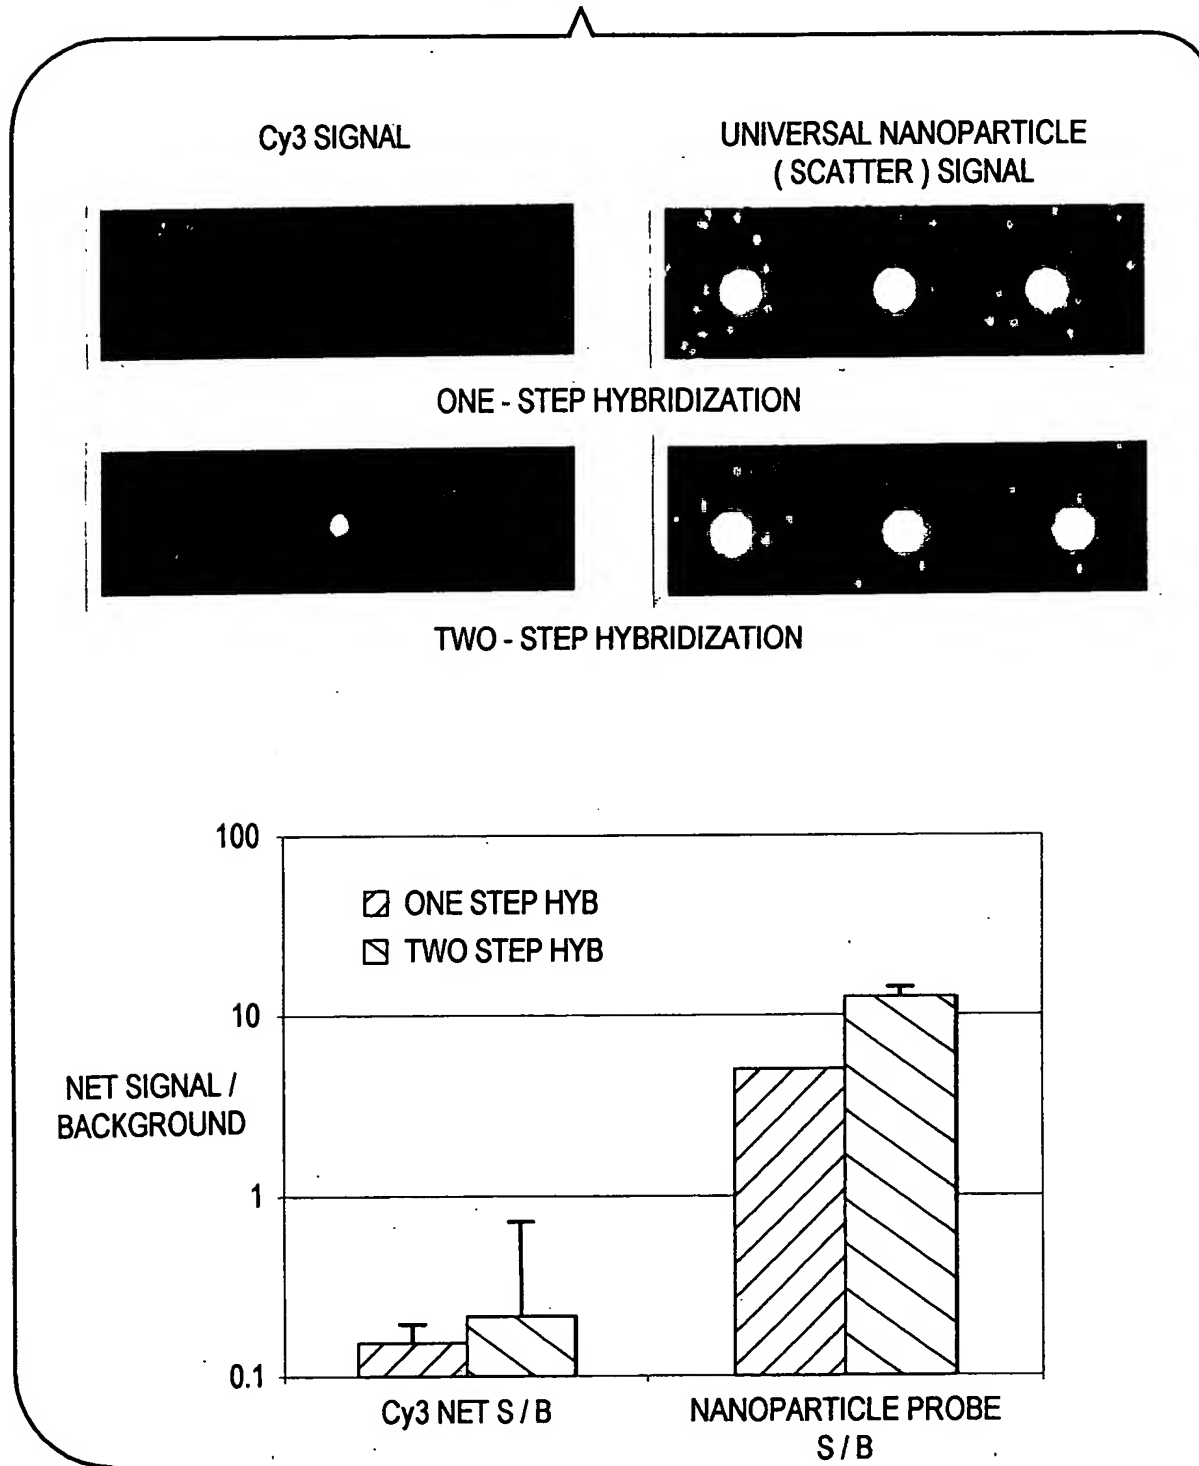 Cy3 SIGNAL
UNIVERSAL NANOPARTICLE
( SCATTER ) SIGNAL
ONE - STEP HYBRIDIZATION
TWO - STEP HYBRIDIZATION
100
ONE STEP HYB
TWO STEP HYB
10
NET SIGNAL /
BACKGROUND
1
0.1
Cy3 NET S / B
NANOPARTICLE PROBE
S / B